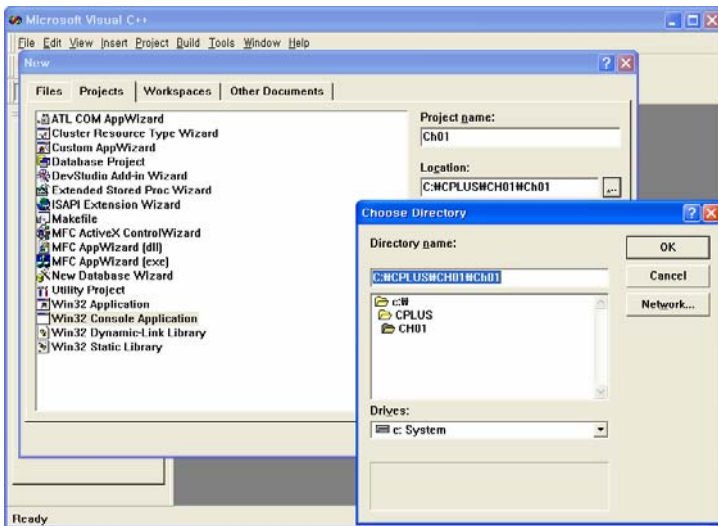 Microsoft Visual C++
File Edit View Insert Project Build Tools Window Help
New
Files Projects Workspaces Other Documents
ATL COM AppWizard
Cluster Resource Type Wizard
Custom AppWizard
Database Project
DevStudio Add-in Wizard
Extended Stored Proc Wizard
ISAPI Extension Wizard
Makefile
MFC ActiveX ControlWizard
MFC AppWizard (dll)
MFC AppWizard (exe)
New Database Wizard
Utility Project
Win32 Application
Win32 Console Application
Win32 Dynamic-Link Library
Win32 Static Library
Project name:
Ch01
Location:
C:₩CPLUS₩CH01₩Ch01
...
Choose Directory
Directory name:
C:₩CPLUS₩CH01₩Ch01
c:₩
CPLUS
CH01
Drives:
c: System
OK
Cancel
Network...
Ready